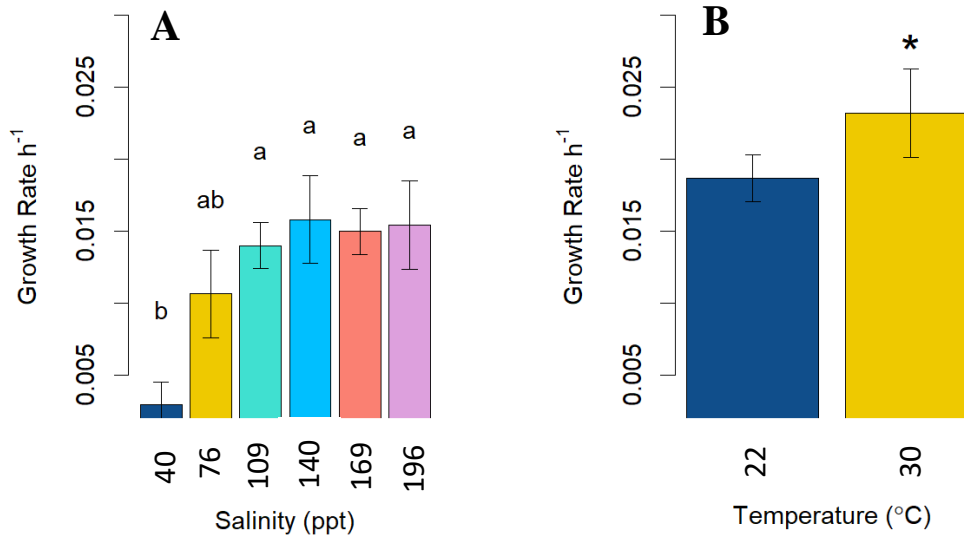 A
Growth Rate h-1
0.005 0.015 0.025
b ab a a a a
40 76 109 140 169 196
Salinity (ppt)
B
Growth Rate h-1
0.005 0.015 0.025
*
22 30
Temperature (°C)